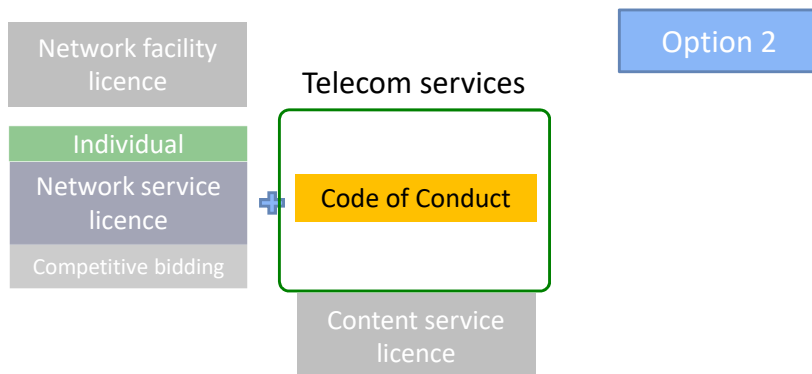 Network facility
licence
Individual
Network service
licence
Competitive bidding
Telecom services
Code of Conduct
Content service
licence
Option 2